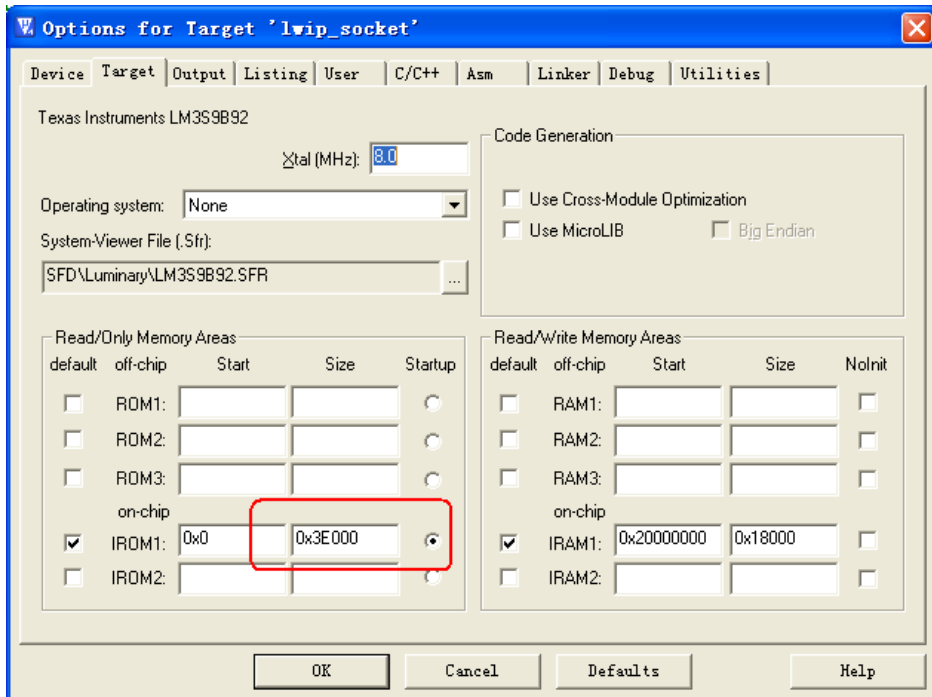 Options for Target 'lwip_socket'
Device Target Output Listing User C/C++ Asm Linker Debug Utilities
Texas Instruments LM3S9B92
Xtal (MHz): 8.0
Operating system: None
System-Viewer File (.Sfr):
SFD\Luminary\LM3S9B92.SFR ...
Code Generation
Use Cross-Module Optimization
Use MicroLIB Big Endian
Read/Only Memory Areas
default off-chip Start Size Startup
ROM1:
ROM2:
ROM3:
on-chip
IROM1: 0x0 0x3E000
IROM2:
Read/Write Memory Areas
default off-chip Start Size NoInit
RAM1:
RAM2:
RAM3:
on-chip
IRAM1: 0x20000000 0x18000
IRAM2:
OK Cancel Defaults Help